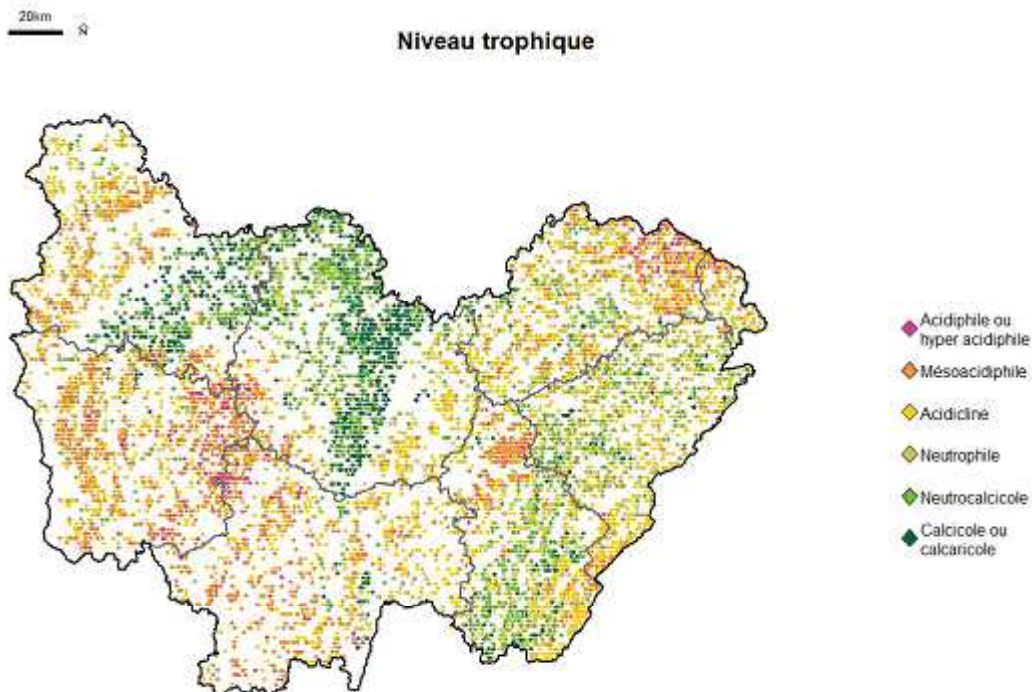 20km
N
Niveau trophique
Acidiphile ou
hyper acidiphile
Mésoacidiphile
Acidicline
Neutrophile
Neutrocalcicole
Calcicole ou
calcaricole